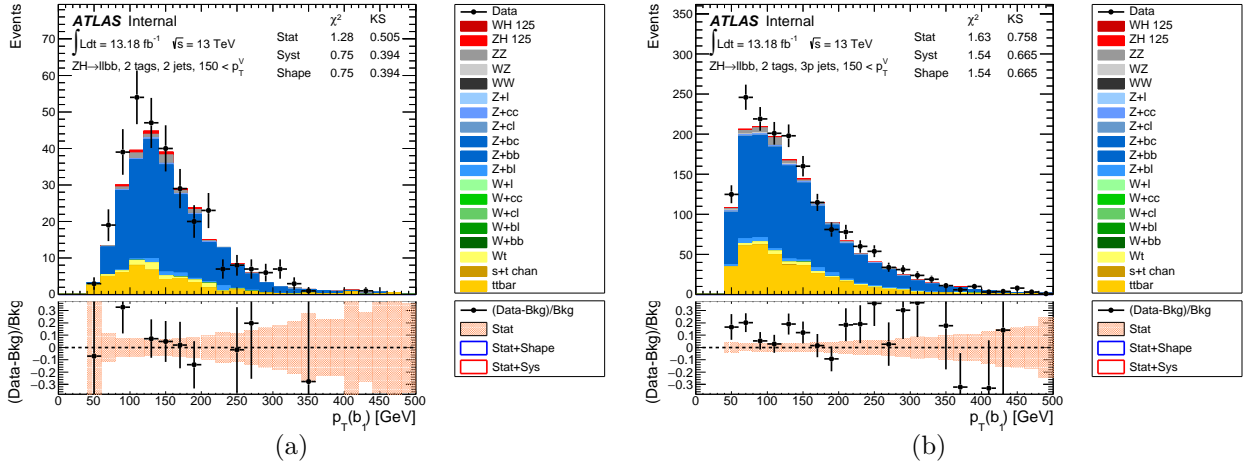 ATLAS Internal
∫Ldt = 13.18 fb⁻¹ √s = 13 TeV
ZH→llbb, 2 tags, 2 jets, 150 < p_T^V
χ² KS
Stat 1.28 0.505
Syst 0.75 0.394
Shape 0.75 0.394
Events
70
60
50
40
30
20
10
0
Data
WH 125
ZH 125
ZZ
WZ
WW
Z+l
Z+cc
Z+cl
Z+bc
Z+bb
Z+bl
W+l
W+cc
W+cl
W+bl
W+bb
Wt
s+t chan
ttbar
(Data-Bkg)/Bkg
0.3
0.2
0.1
0
−0.1
−0.2
−0.3
0 50 100 150 200 250 300 350 400 450 500
p_T(b_1) [GeV]
(Data-Bkg)/Bkg
Stat
Stat+Shape
Stat+Sys
(a)
ATLAS Internal
∫Ldt = 13.18 fb⁻¹ √s = 13 TeV
ZH→llbb, 2 tags, 3p jets, 150 < p_T^V
χ² KS
Stat 1.63 0.758
Syst 1.54 0.665
Shape 1.54 0.665
Events
350
300
250
200
150
100
50
0
Data
WH 125
ZH 125
ZZ
WZ
WW
Z+l
Z+cc
Z+cl
Z+bc
Z+bb
Z+bl
W+l
W+cc
W+cl
W+bl
W+bb
Wt
s+t chan
ttbar
(Data-Bkg)/Bkg
0.3
0.2
0.1
0
−0.1
−0.2
−0.3
0 50 100 150 200 250 300 350 400 450 500
p_T(b_1) [GeV]
(Data-Bkg)/Bkg
Stat
Stat+Shape
Stat+Sys
(b)